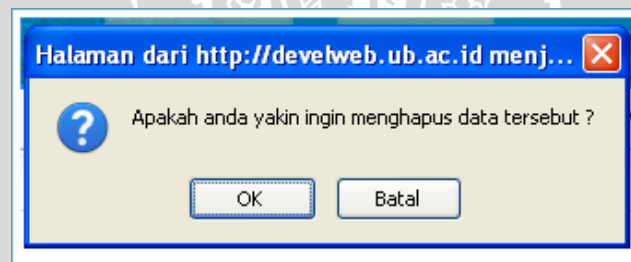 Halaman dari http://develweb.ub.ac.id menj...
Apakah anda yakin ingin menghapus data tersebut ?
OK
Batal